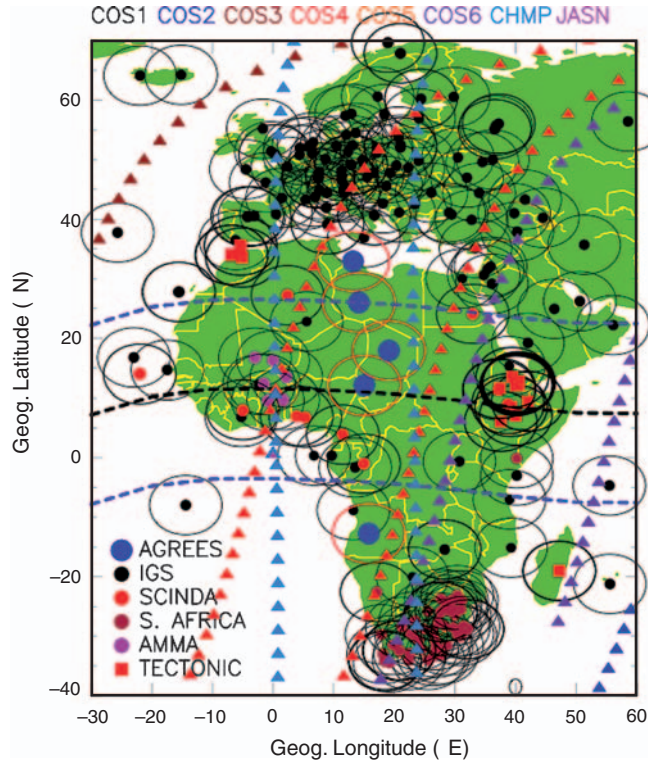 COS1 COS2 COS3 COS4 COS5 COS6 CHMP JASN
60
40
20
0
−20
−40
Geog. Latitude ( N)
AGREES
IGS
SCINDA
S. AFRICA
AMMA
TECTONIC
−30 −20 −10 0 10 20 30 40 50 60
Geog. Longitude ( E)